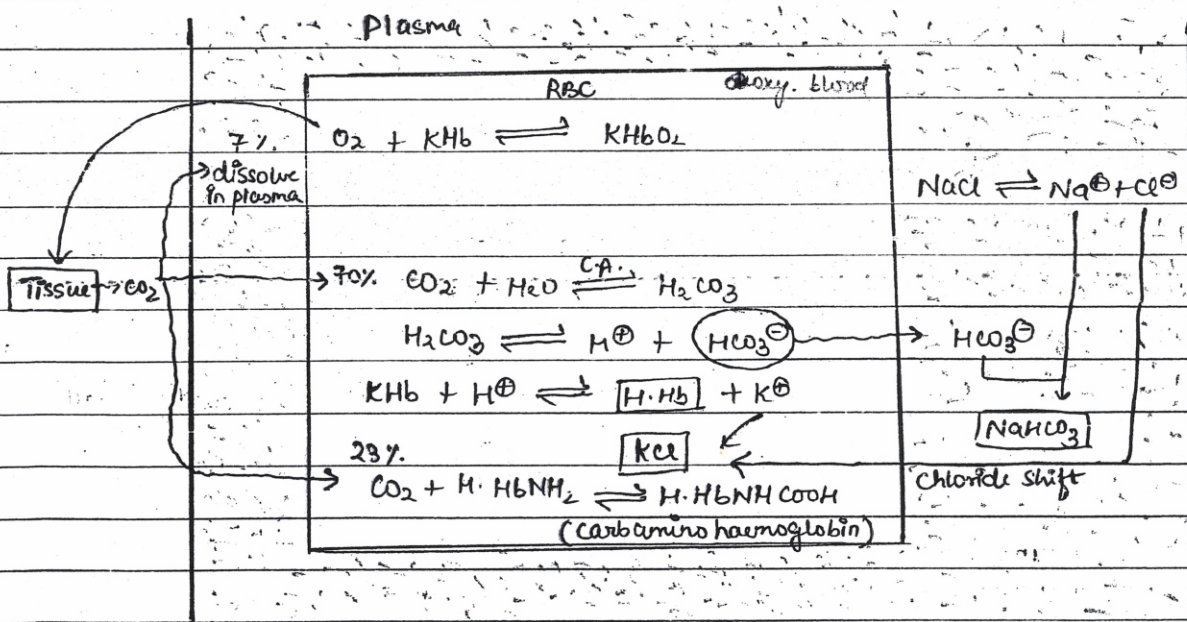 Plasma
RBC deoxy. blood
7% O2 + KHb ⇌ KHbO2
dissolve
in plasma
NaCl ⇌ Na⊕ + Cl⊖
Tissue → CO2 → 70% CO2 + H2O ⇌ H2CO3
C.A.
H2CO3 ⇌ H⊕ + HCO3⊖ → HCO3⊖
KHb + H⊕ ⇌ H·Hb + K⊕
NaHCO3
23% KCl
Chloride shift
CO2 + H·HbNH2 ⇌ H·HbNHCOOH
(carbamino haemoglobin)